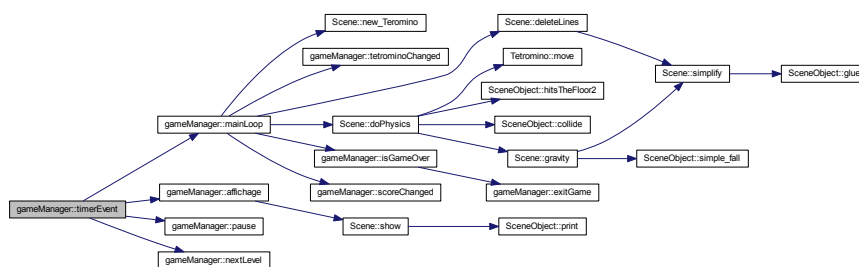 gameManager::timerEvent
gameManager::mainLoop
Scene::new_Teromino
gameManager::tetrominoChanged
Scene::deleteLines
Scene::doPhysics
Tetromino::move
SceneObject::hitsTheFloor2
SceneObject::collide
Scene::gravity
Scene::simplify
SceneObject::glue
SceneObject::simple_fall
gameManager::isGameOver
gameManager::exitGame
gameManager::scoreChanged
gameManager::affichage
Scene::show
SceneObject::print
gameManager::pause
gameManager::nextLevel